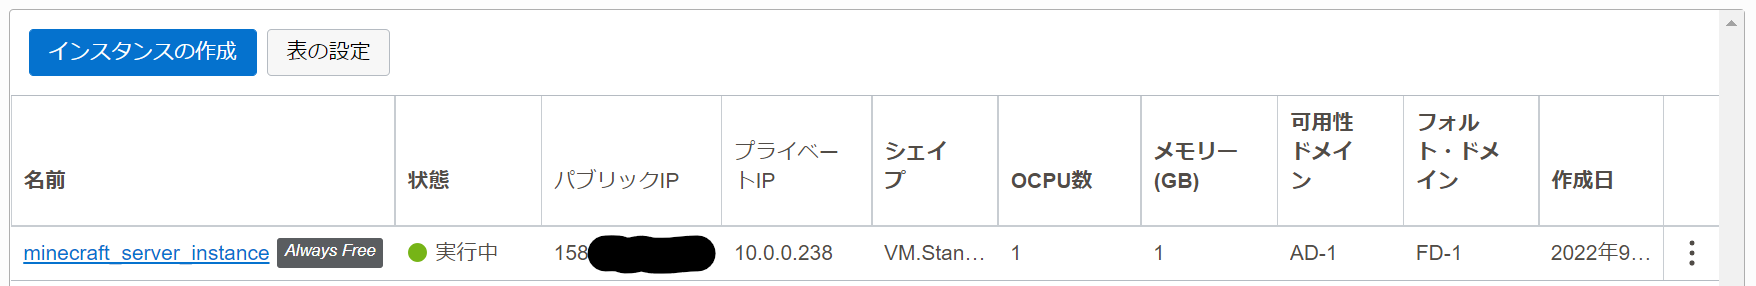 インスタンスの作成 表の設定
名前 状態 パブリックIP プライベートIP シェイプ OCPU数 メモリー(GB) 可用性ドメイン フォルト・ドメイン 作成日
minecraft_server_instance Always Free 実行中 158 10.0.0.238 VM.Stan… 1 1 AD-1 FD-1 2022年9…